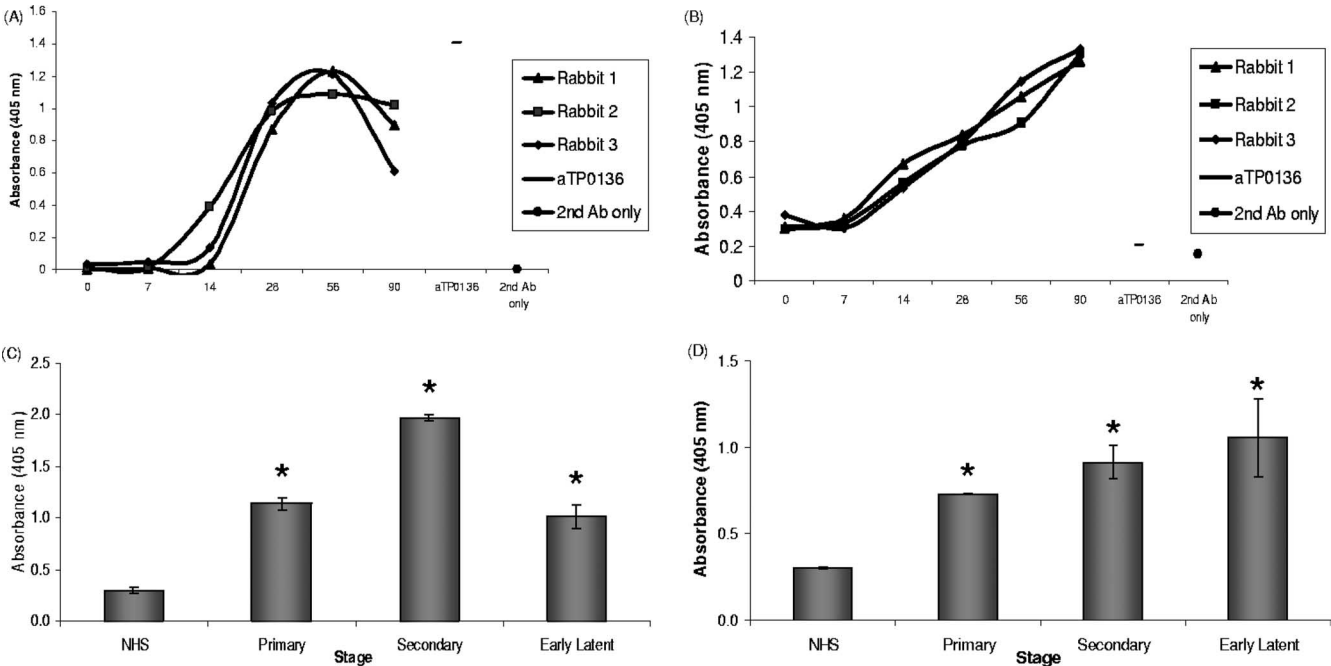 (A)
Absorbance (405 nm)
1.6
1.4
1.2
1
0.8
0.6
0.4
0.2
0
0 7 14 28 56 90 aTP0136 2nd Ab only
Rabbit 1
Rabbit 2
Rabbit 3
aTP0136
2nd Ab only
(B)
Absorbance (405 nm)
1.4
1.2
1
0.8
0.6
0.4
0.2
0
0 7 14 28 56 90 aTP0136 2nd Ab only
Rabbit 1
Rabbit 2
Rabbit 3
aTP0136
2nd Ab only
(C)
Absorbance (405 nm)
2.5
2.0
1.5
1.0
0.5
0.0
* * *
NHS Primary Secondary Early Latent
Stage
(D)
Absorbance (405 nm)
1.5
1.0
0.5
0.0
* * *
NHS Primary Secondary Early Latent
Stage